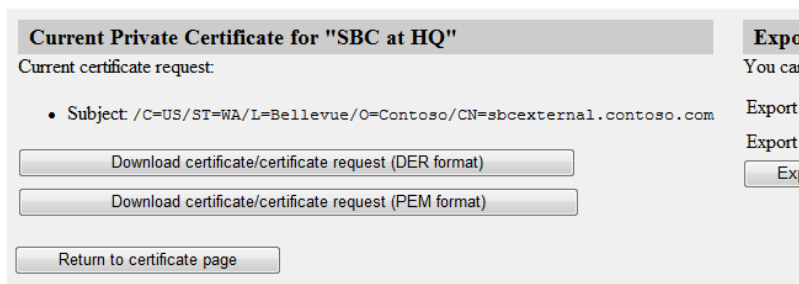 Current Private Certificate for "SBC at HQ"
Current certificate request:
• Subject: /C=US/ST=WA/L=Bellevue/O=Contoso/CN=sbcexternal.contoso.com
Download certificate/certificate request (DER format)
Download certificate/certificate request (PEM format)
Return to certificate page
Expo
You ca
Export
Export
Ex